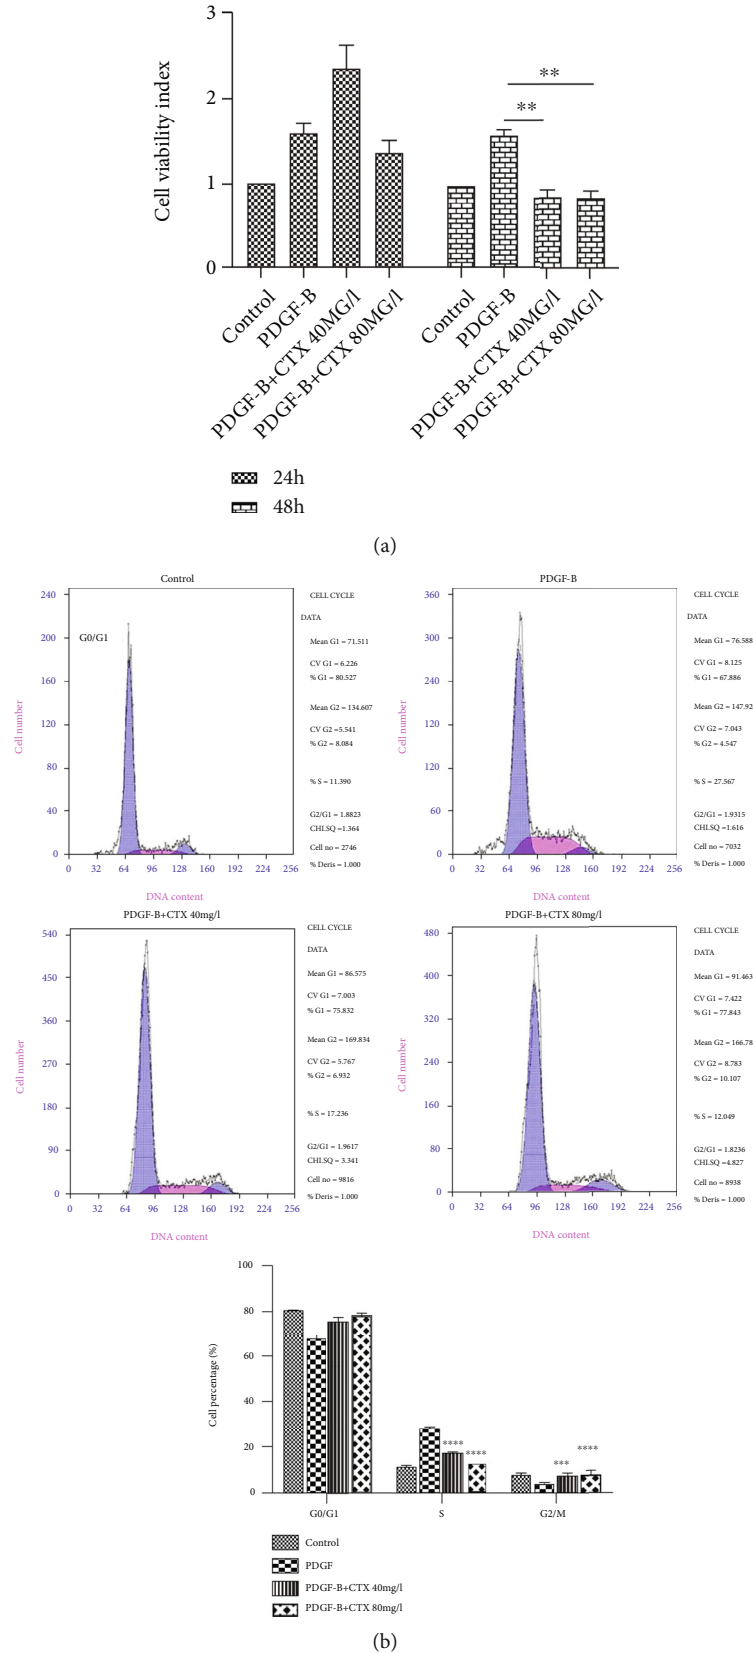 3
2
1
0
Cell viability index
**
**
Control
PDGF-B
PDGF-B+CTX 40MG/l
PDGF-B+CTX 80MG/l
Control
PDGF-B
PDGF-B+CTX 40MG/l
PDGF-B+CTX 80MG/l
24h
48h
(a)
Control
240
200
160
120
80
40
0
Cell number
G0/G1
0 32 64 96 128 160 192 224 256
DNA content
CELL CYCLE
DATA
Mean G1 = 71.511
CV G1 = 6.226
% G1 = 80.527
Mean G2 = 134.607
CV G2 =5.541
% G2 = 8.084
% S = 11.390
G2/G1 = 1.8823
CHI.SQ =1.364
Cell no = 2746
% Deris = 1.000
PDGF-B
360
300
240
120
120
60
0
Cell number
0 32 64 96 128 160 192 224 256
DNA content
CELL CYCLE
DATA
Mean G1 = 76.588
CV G1 = 8.125
% G1 = 67.886
Mean G2 = 147.92
CV G2 = 7.043
% G2 = 4.547
% S = 27.567
G2/G1 = 1.9315
CHI.SQ =1.616
Cell no = 7032
% Deris = 1.000
PDGF-B+CTX 40mg/l
540
450
360
270
180
90
0
Cell number
0 32 64 96 128 160 192 224 256
DNA content
CELL CYCLE
DATA
Mean G1 = 86.575
CV G1 = 7.003
% G1 = 75.832
Mean G2 = 169.834
CV G2 = 5.767
% G2 = 6.932
% S = 17.236
G2/G1 = 1.9617
CHI.SQ = 3.341
Cell no = 9816
% Deris = 1.000
PDGF-B+CTX 80mg/l
480
400
320
240
160
80
0
Cell number
0 32 64 96 128 160 192 224 256
DNA content
CELL CYCLE
DATA
Mean G1 = 91.463
CV G1 = 7.422
% G1 = 77.843
Mean G2 = 166.78
CV G2 = 8.783
% G2 = 10.107
% S = 12.049
G2/G1 = 1.8236
CHI.SQ =4.827
Cell no = 8938
% Deris = 1.000
100
80
60
40
20
0
Cell percentage (%)
**** **** *** ****
G0/G1 S G2/M
Control
PDGF
PDGF-B+CTX 40mg/l
PDGF-B+CTX 80mg/l
(b)